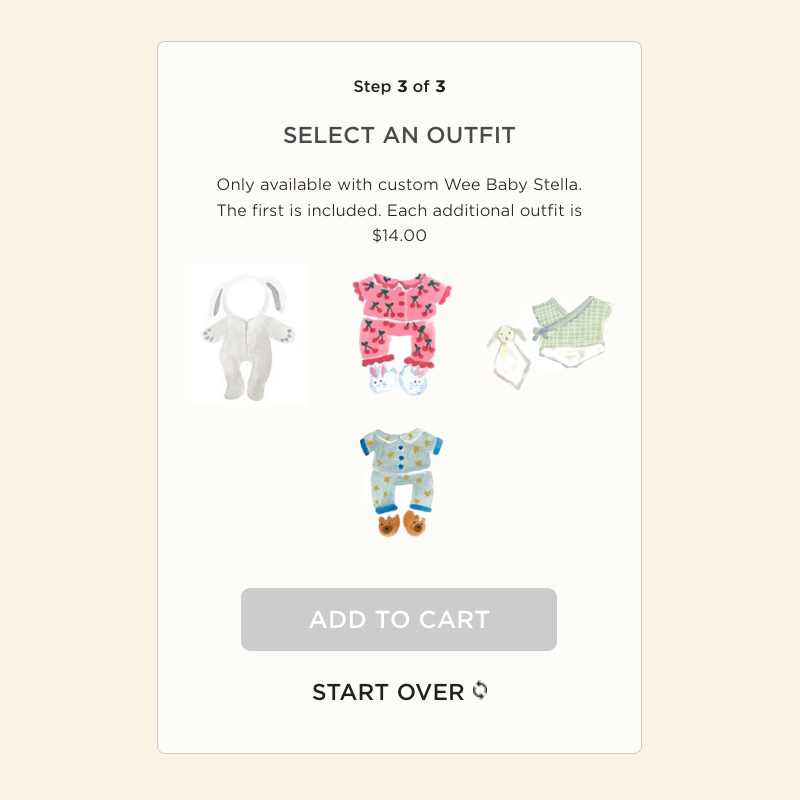 Step 3 of 3
SELECT AN OUTFIT
Only available with custom Wee Baby Stella.
The first is included. Each additional outfit is
$14.00
ADD TO CART
START OVER